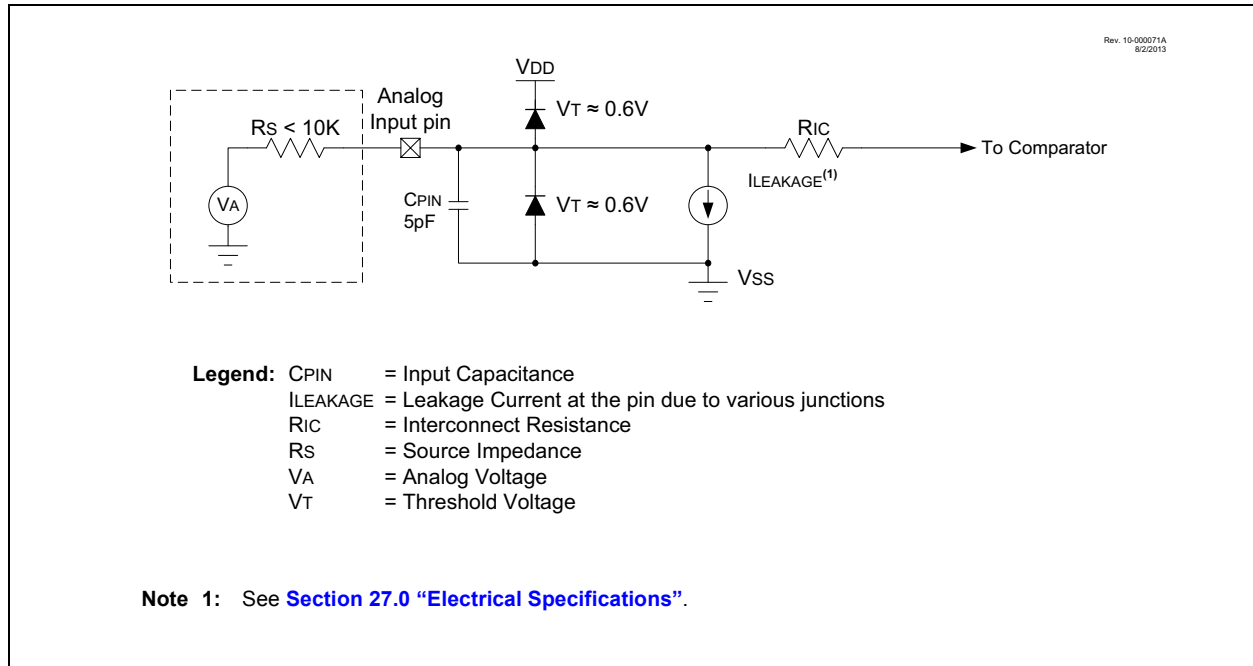 Rev. 10-000071A
8/2/2013
VDD
Analog
Input pin
VT ≈ 0.6V
RS < 10K
RIC
To Comparator
ILEAKAGE(1)
VA
CPIN
5pF
VT ≈ 0.6V
VSS
Legend: CPIN = Input Capacitance
ILEAKAGE = Leakage Current at the pin due to various junctions
RIC = Interconnect Resistance
RS = Source Impedance
VA = Analog Voltage
VT = Threshold Voltage
Note 1: See Section 27.0 “Electrical Specifications”.